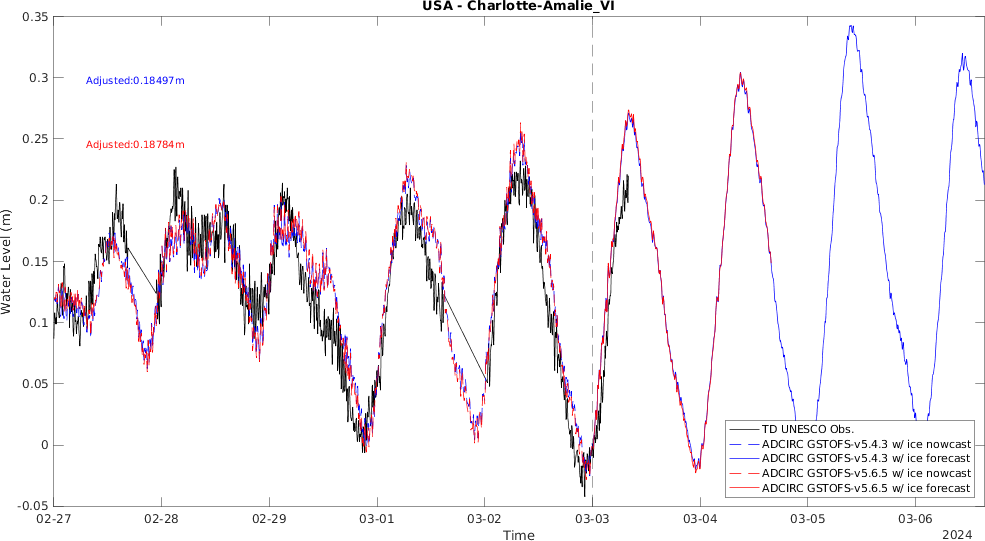 USA - Charlotte-Amalie_VI
0.35
0.3
0.25
0.2
0.15
0.1
0.05
0
-0.05
Water Level (m)
Adjusted:0.18497m
Adjusted:0.18784m
TD UNESCO Obs.
ADCIRC GSTOFS-v5.4.3 w/ ice nowcast
ADCIRC GSTOFS-v5.4.3 w/ ice forecast
ADCIRC GSTOFS-v5.6.5 w/ ice nowcast
ADCIRC GSTOFS-v5.6.5 w/ ice forecast
02-27 02-28 02-29 03-01 03-02 03-03 03-04 03-05 03-06
Time
2024